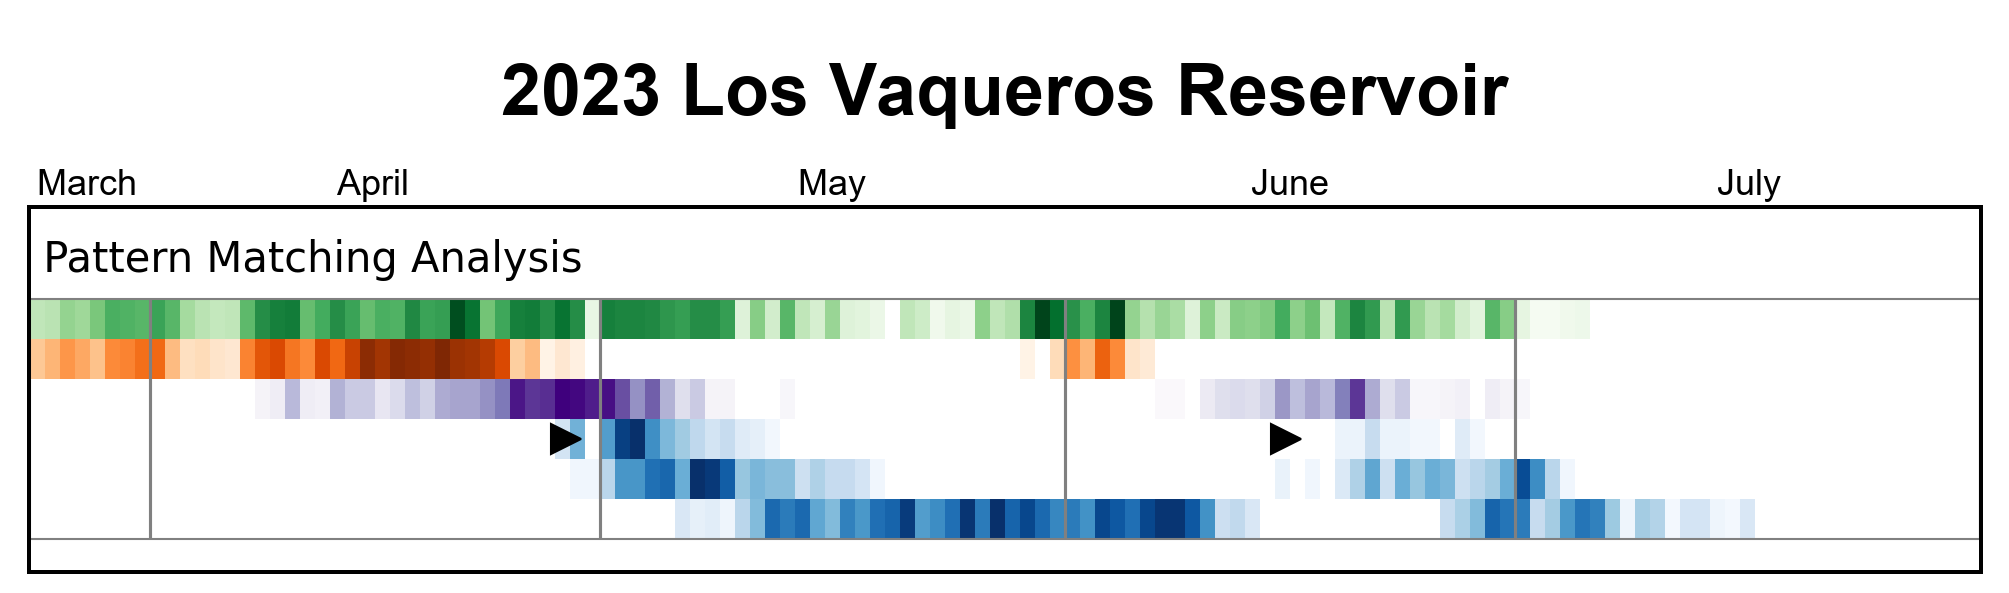 2023 Los Vaqueros Reservoir
March April May June July
Pattern Matching Analysis